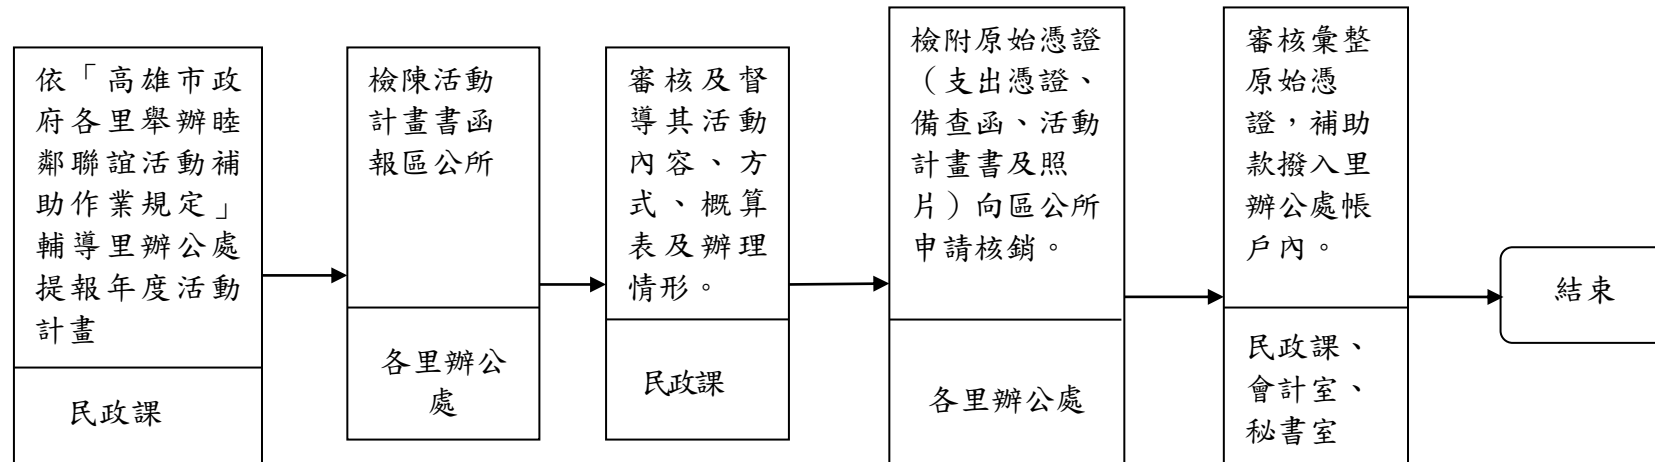 依「高雄市政
府各里舉辦睦
鄰聯誼活動補
助作業規定」
輔導里辦公處
提報年度活動
計畫
民政課
檢陳活動
計畫書函
報區公所
各里辦公
處
審核及督
導其活動
內容、方
式、概算
表及辦理
情形。
民政課
檢附原始憑證
（支出憑證、
備查函、活動
計畫書及照
片）向區公所
申請核銷。
各里辦公處
審核彙整
原始憑
證，補助
款撥入里
辦公處帳
戶內。
民政課、
會計室、
秘書室
結束